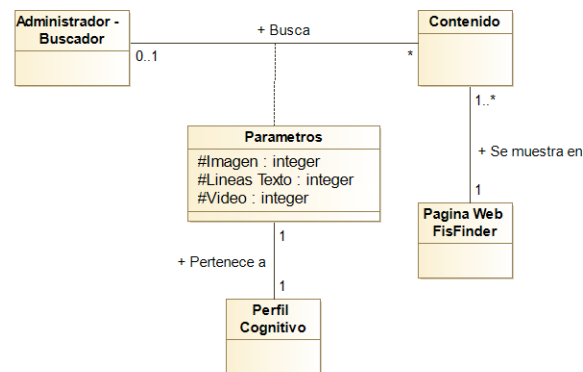 Administrador -
Buscador
+ Busca
Contenido
0..1
*
1..*
Parametros
#Imagen : integer
#Lineas Texto : integer
#Video : integer
+ Se muestra en
1
Pagina Web
FisFinder
1
+ Pertenece a
1
Perfil
Cognitivo